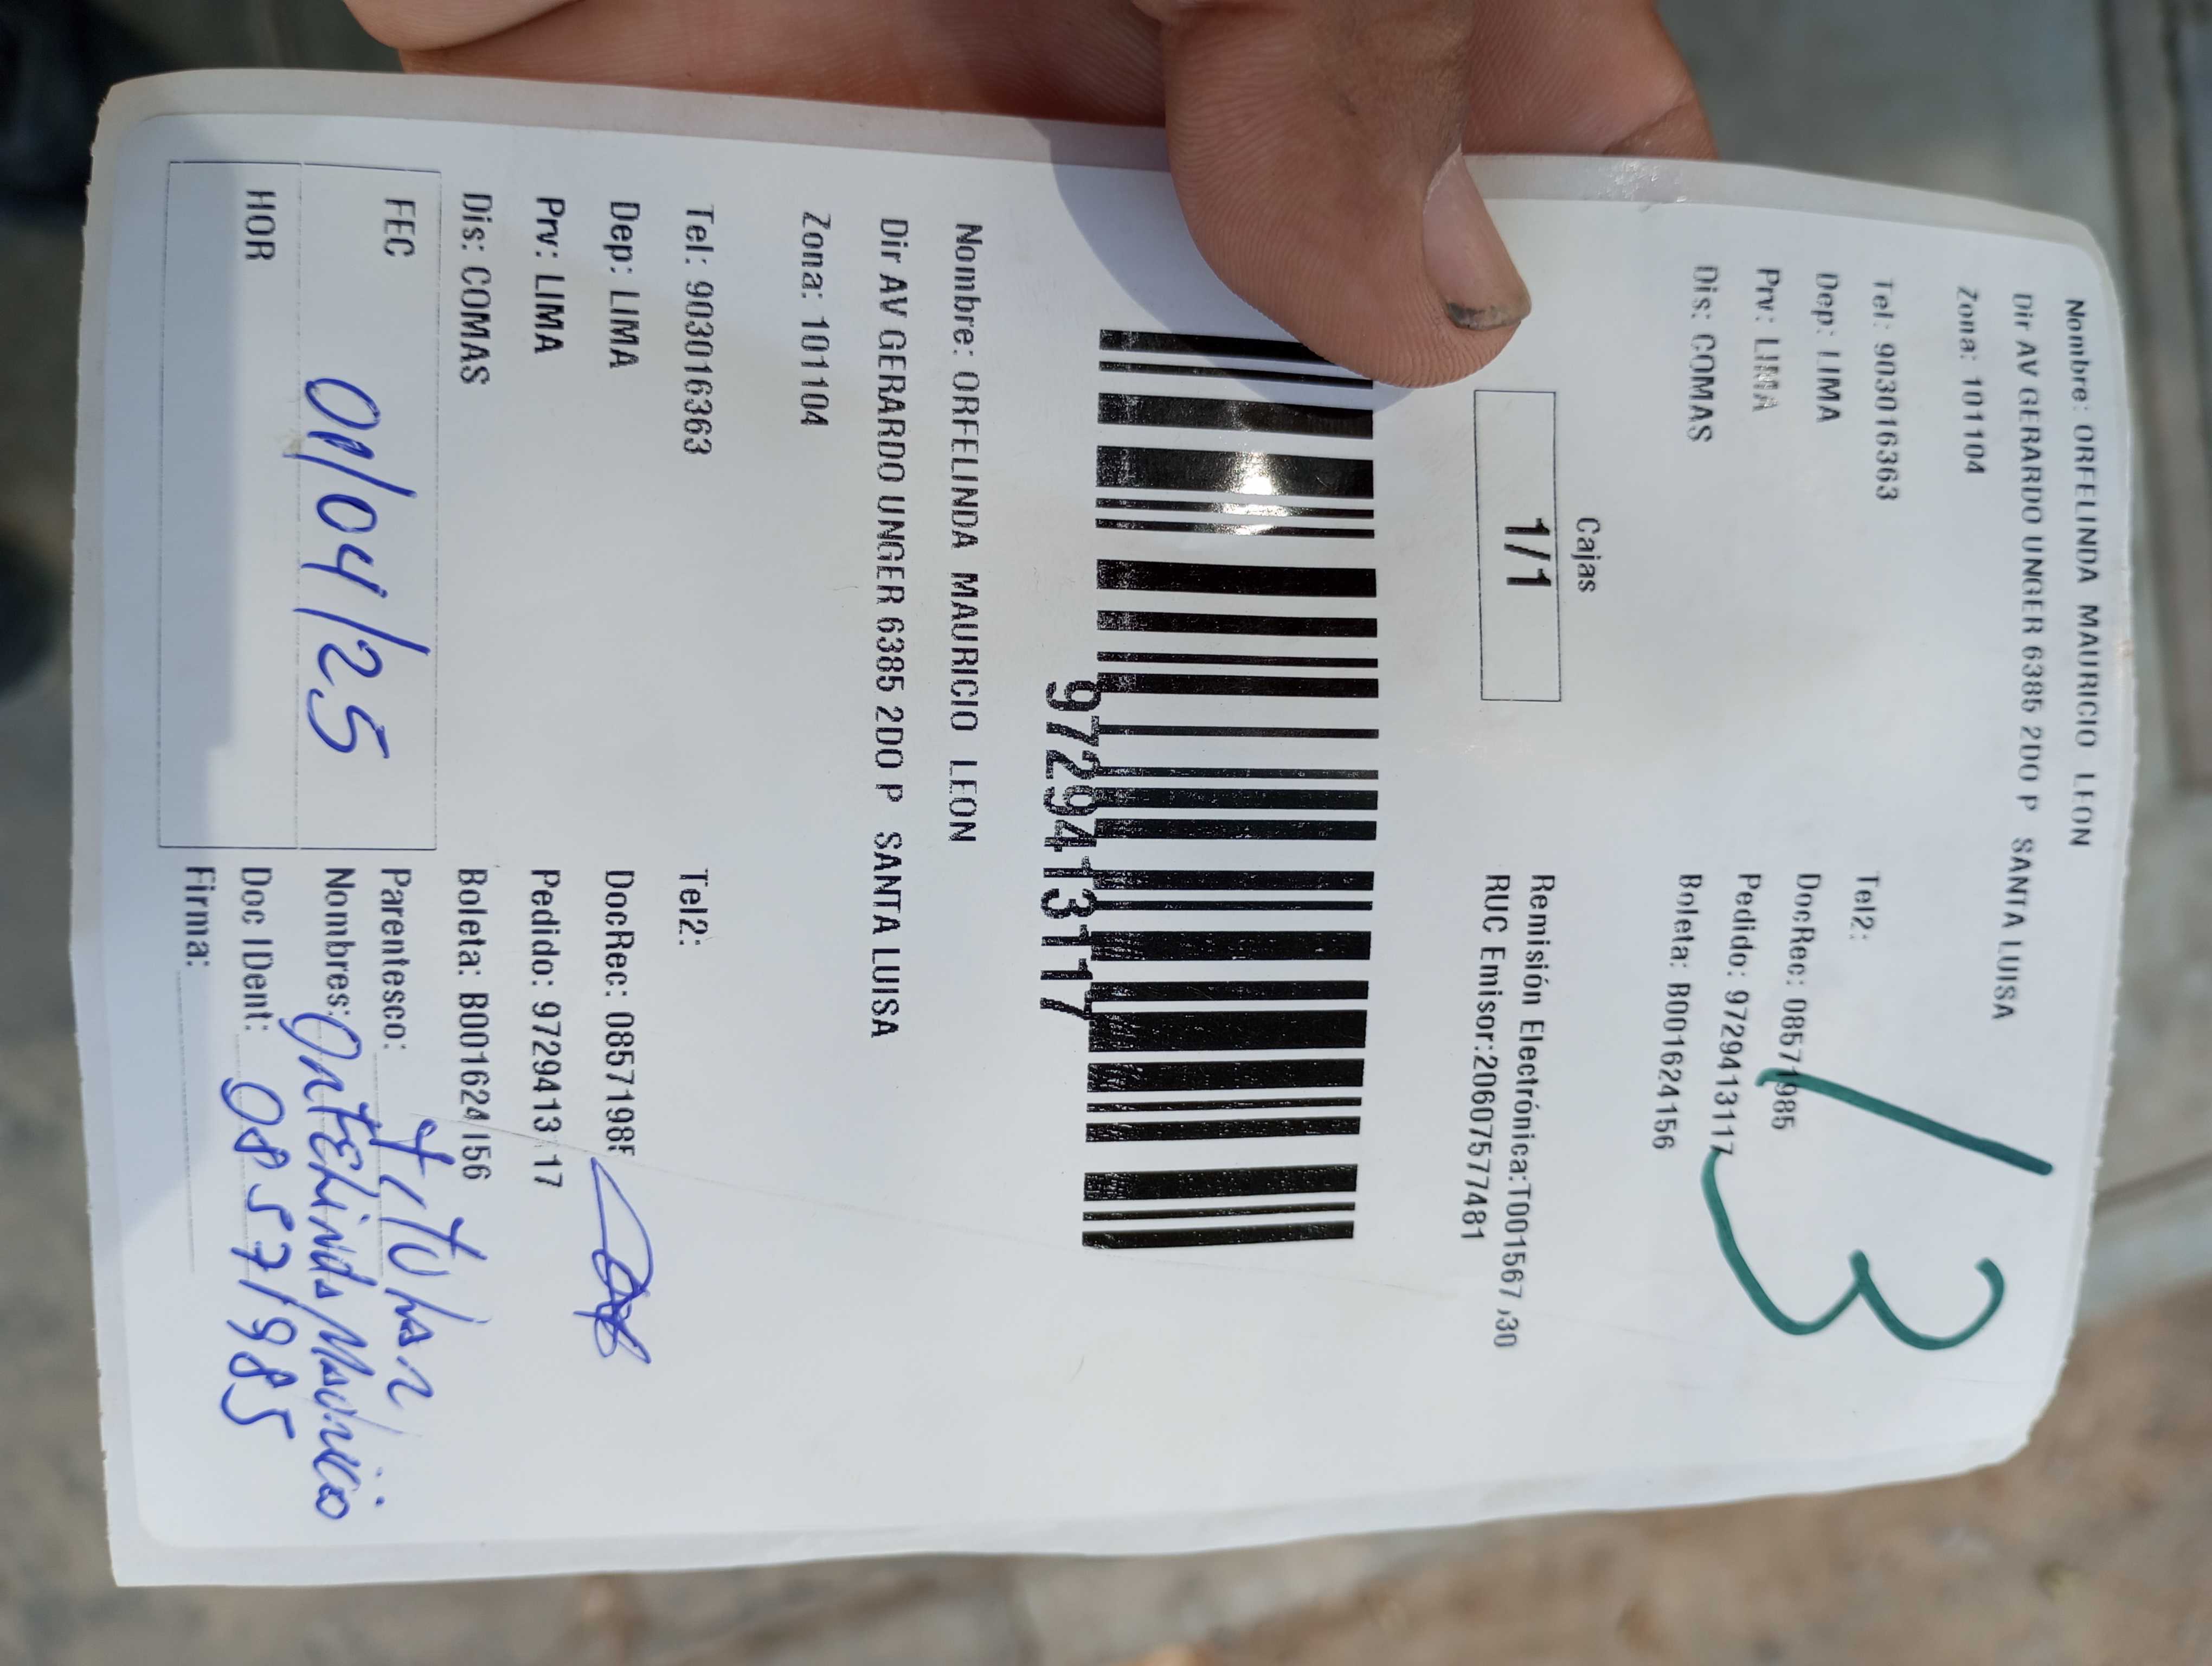 Nombre: ORFELINDA MAURICIO LEON
Dir AV GERARDO UNGER 6385 2DO P SANTA LUISA
Zona: 101104
Tel: 903016363 Tel2:
Dep: LIMA DocRec: 08571985
Prv: LIMA Pedido: 9729413117
Dis: COMAS Boleta: B001624156
13
Cajas
1/1
Remisión Electrónica:T001567 ,30
RUC Emisor:20607577481
9729413117
Nombre: ORFELINDA MAURICIO LEON
Dir AV GERARDO UNGER 6385 2DO P SANTA LUISA
Zona: 101104
Tel: 903016363 Tel2:
Dep: LIMA DocRec: 0857198
Prv: LIMA Pedido: 9729413117
Dis: COMAS Boleta: B001624156
FEC 01/04/25 Parentesco: titular
Nombres: Orfelinda Mauricio
HOR Doc IDent: 08571985
Firma: